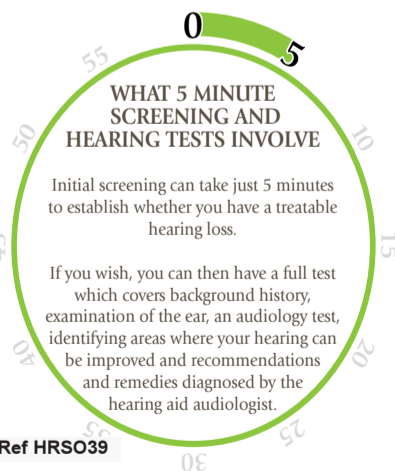 0
5
55
10
50
15
45
20
40
25
35
30
WHAT 5 MINUTE
SCREENING AND
HEARING TESTS INVOLVE
Initial screening can take just 5 minutes
to establish whether you have a treatable
hearing loss.
If you wish, you can then have a full test
which covers background history,
examination of the ear, an audiology test,
identifying areas where your hearing can
be improved and recommendations
and remedies diagnosed by the
hearing aid audiologist.
Ref HRSO39